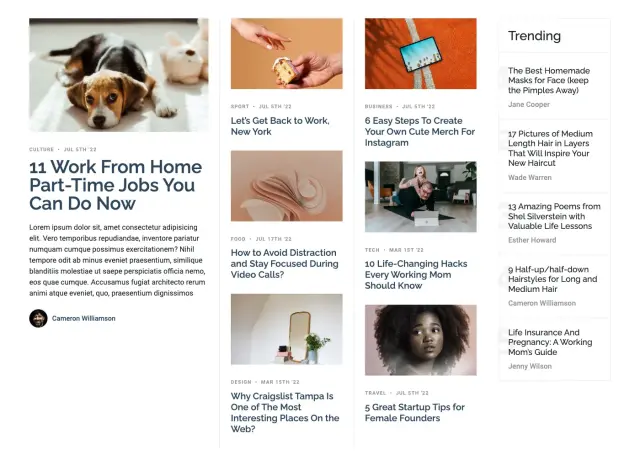 CULTURE • JUL 5TH '22
11 Work From Home
Part-Time Jobs You
Can Do Now
Lorem ipsum dolor sit, amet consectetur adipisicing
elit. Vero temporibus repudiandae, inventore pariatur
numquam cumque possimus exercitationem? Nihil
tempore odit ab minus eveniet praesentium, similique
blanditiis molestiae ut saepe perspiciatis officia nemo,
eos quae cumque. Accusamus fugiat architecto rerum
animi atque eveniet, quo, praesentium dignissimos
Cameron Williamson
SPORT • JUL 5TH '22
Let's Get Back to Work,
New York
FOOD • JUL 17TH '22
How to Avoid Distraction
and Stay Focused During
Video Calls?
DESIGN • MAR 15TH '22
Why Craigslist Tampa Is
One of The Most
Interesting Places On the
Web?
BUSINESS • JUL 5TH '22
6 Easy Steps To Create
Your Own Cute Merch For
Instagram
TECH • MAR 1ST '22
10 Life-Changing Hacks
Every Working Mom
Should Know
TRAVEL • JUL 5TH '22
5 Great Startup Tips for
Female Founders
Trending
The Best Homemade
Masks for Face (keep
the Pimples Away)
Jane Cooper
17 Pictures of Medium
Length Hair in Layers
That Will Inspire Your
New Haircut
Wade Warren
13 Amazing Poems from
Shel Silverstein with
Valuable Life Lessons
Esther Howard
9 Half-up/half-down
Hairstyles for Long and
Medium Hair
Cameron Williamson
Life Insurance And
Pregnancy: A Working
Mom's Guide
Jenny Wilson